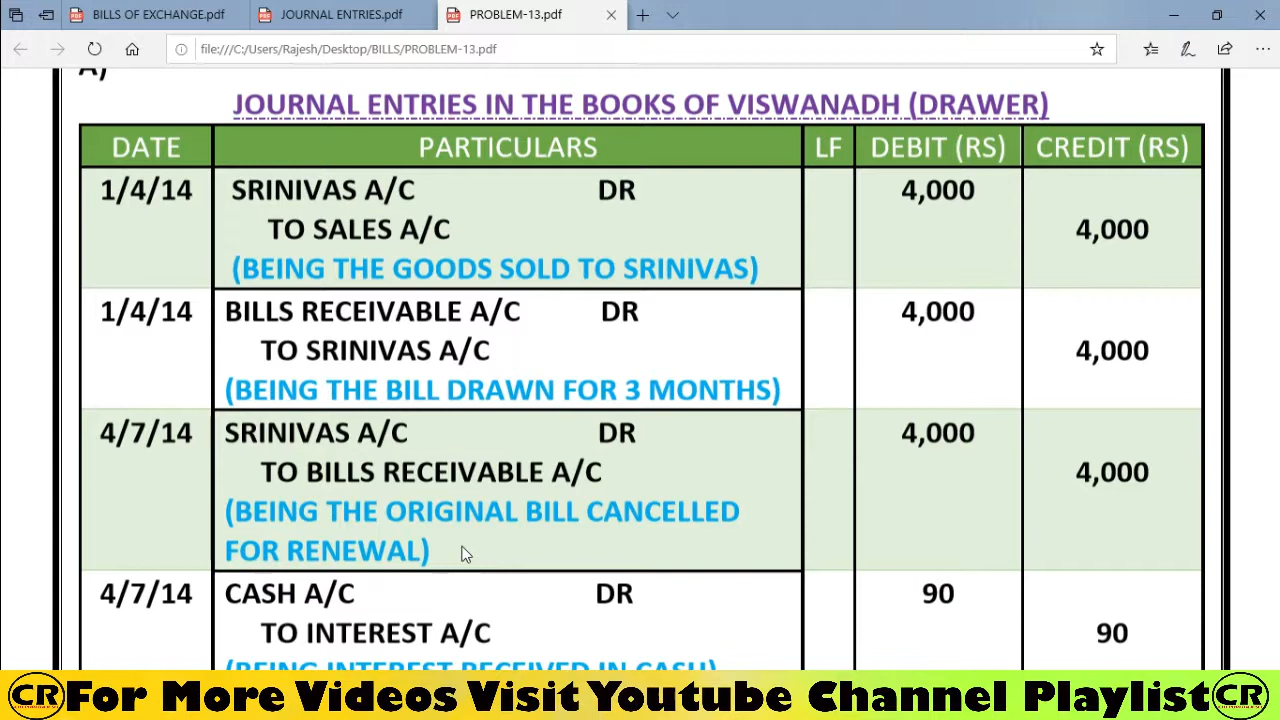 BILLS OF EXCHANGE.pdf
JOURNAL ENTRIES.pdf
PROBLEM-13.pdf
file:///C:/Users/Rajesh/Desktop/BILLS/PROBLEM-13.pdf
A)
JOURNAL ENTRIES IN THE BOOKS OF VISWANADH (DRAWER)
DATE PARTICULARS LF DEBIT (RS) CREDIT (RS)
1/4/14 SRINIVAS A/C DR 4,000
TO SALES A/C 4,000
(BEING THE GOODS SOLD TO SRINIVAS)
1/4/14 BILLS RECEIVABLE A/C DR 4,000
TO SRINIVAS A/C 4,000
(BEING THE BILL DRAWN FOR 3 MONTHS)
4/7/14 SRINIVAS A/C DR 4,000
TO BILLS RECEIVABLE A/C 4,000
(BEING THE ORIGINAL BILL CANCELLED
FOR RENEWAL)
4/7/14 CASH A/C DR 90
TO INTEREST A/C 90
(BEING INTEREST RECEIVED IN CASH)
CR For More Videos Visit Youtube Channel Playlist CR